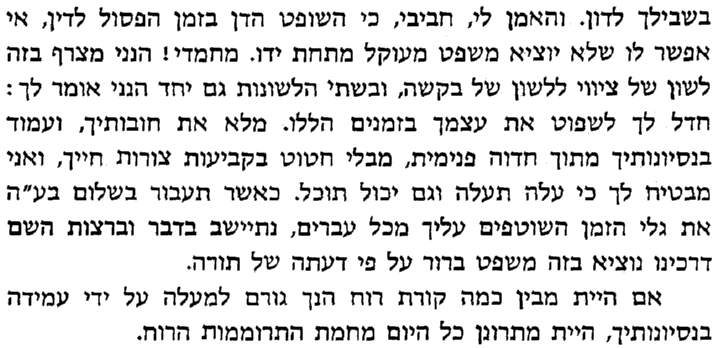 בשבילך לדון. והאמן לי, חביבי, כי השופט הדן בזמן הפסול לדין, אי
אפשר לו שלא יוציא משפט מעוקל מתחת ידו. מחמדי! הנני מצרף בזה
לשון של ציווי ללשון של בקשה, ובשתי הלשונות גם יחד הנני אומר לך:
חדל לך לשפוט את עצמך בזמנים הללו. מלא את חובותיך, ועמוד
בנסיונותיך מתוך חדוה פנימית, מבלי חטוט בקביעות צורות חייך, ואני
מבטיח לך כי עלה תעלה וגם יכול תוכל. כאשר תעבור בשלום בע״ה
את גלי הזמן השוטפים עליך מכל עברים, נתיישב בדבר וברצות השם
דרכינו נוציא בזה משפט ברור על פי דעתה של תורה.
אם היית מבין כמה קורת רוח הנך גורם למעלה על ידי עמידה
בנסיונותיך, היית מתרונן כל היום מחמת התרוממות הרוח.